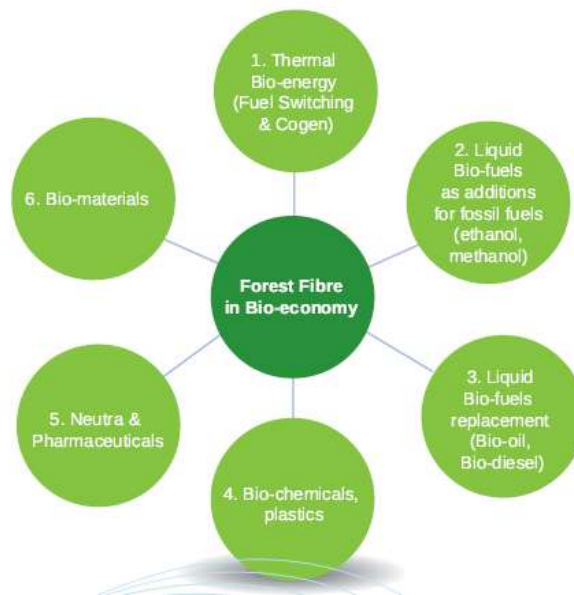 1. Thermal
Bio-energy
(Fuel Switching
& Cogen)
2. Liquid
Bio-fuels
as additions
for fossil fuels
(ethanol,
methanol)
6. Bio-materials
Forest Fibre
in Bio-economy
3. Liquid
Bio-fuels
replacement
(Bio-oil,
Bio-diesel)
5. Neutra &
Pharmaceuticals
4. Bio-chemicals,
plastics